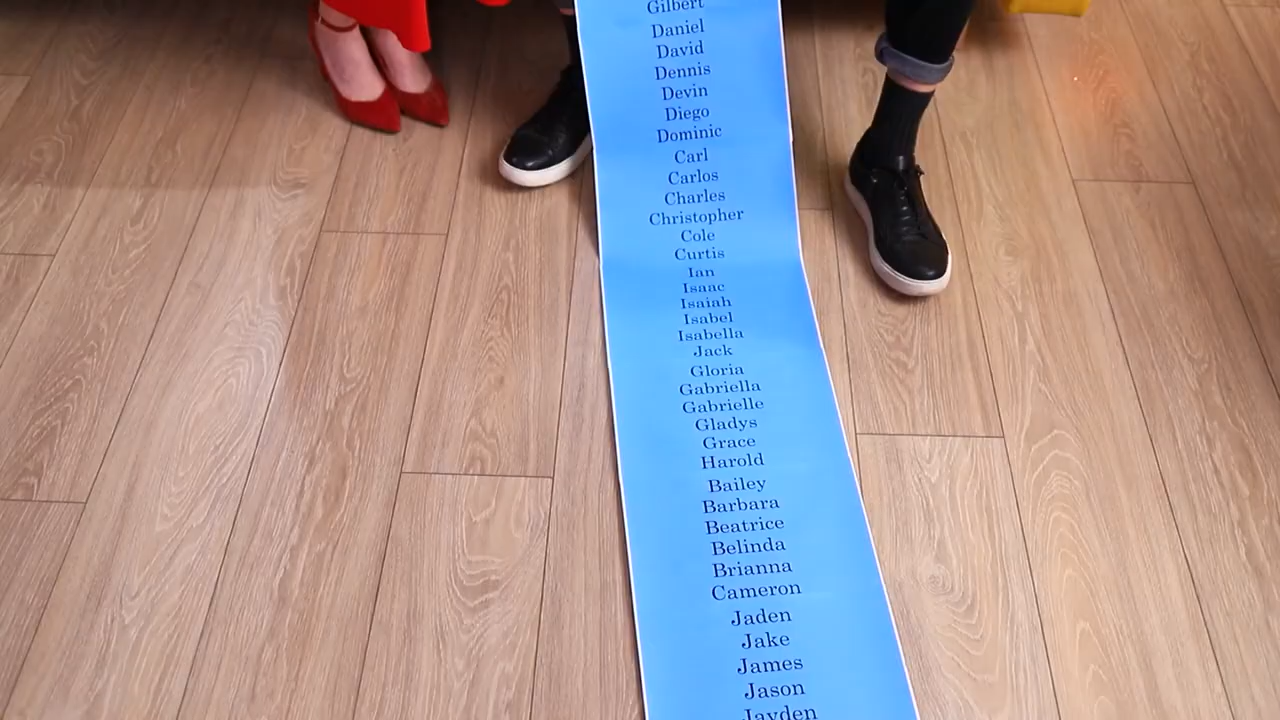 Gilbert
Daniel
David
Dennis
Devin
Diego
Dominic
Carl
Carlos
Charles
Christopher
Cole
Curtis
Ian
Isaac
Isaiah
Isabel
Isabella
Jack
Gloria
Gabriella
Gabrielle
Gladys
Grace
Harold
Bailey
Barbara
Beatrice
Belinda
Brianna
Cameron
Jaden
Jake
James
Jason
Jayden